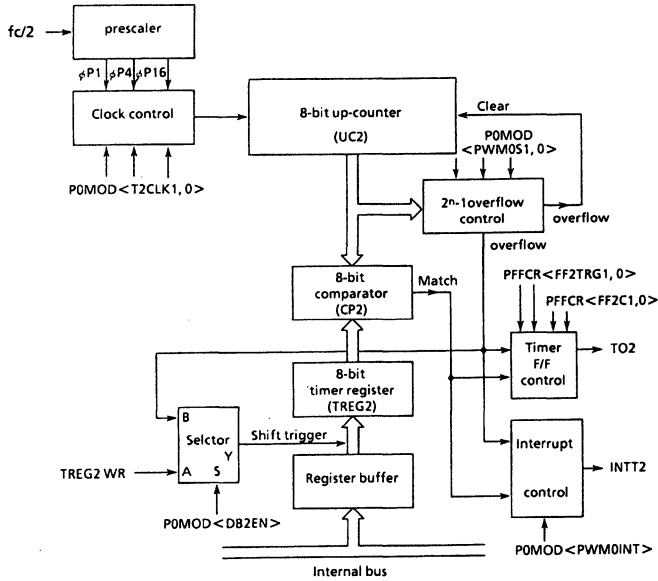 prescaler
fc/2
φP1 φP4 φP16
Clock control
8-bit up-counter
(UC2)
Clear
P0MOD
<PWM0S1, 0>
P0MOD<T2CLK1, 0>
2ⁿ-1overflow
control
overflow
overflow
8-bit
comparator
(CP2)
Match
PFFCR<FF2TRG1, 0>
PFFCR<FF2C1,0>
Timer
F/F
control
TO2
8-bit
timer register
(TREG2)
B
Selctor
Y
A S
Shift trigger
TREG2 WR
Register buffer
Interrupt
control
INTT2
P0MOD<DB2EN>
P0MOD<PWM0INT>
Internal bus